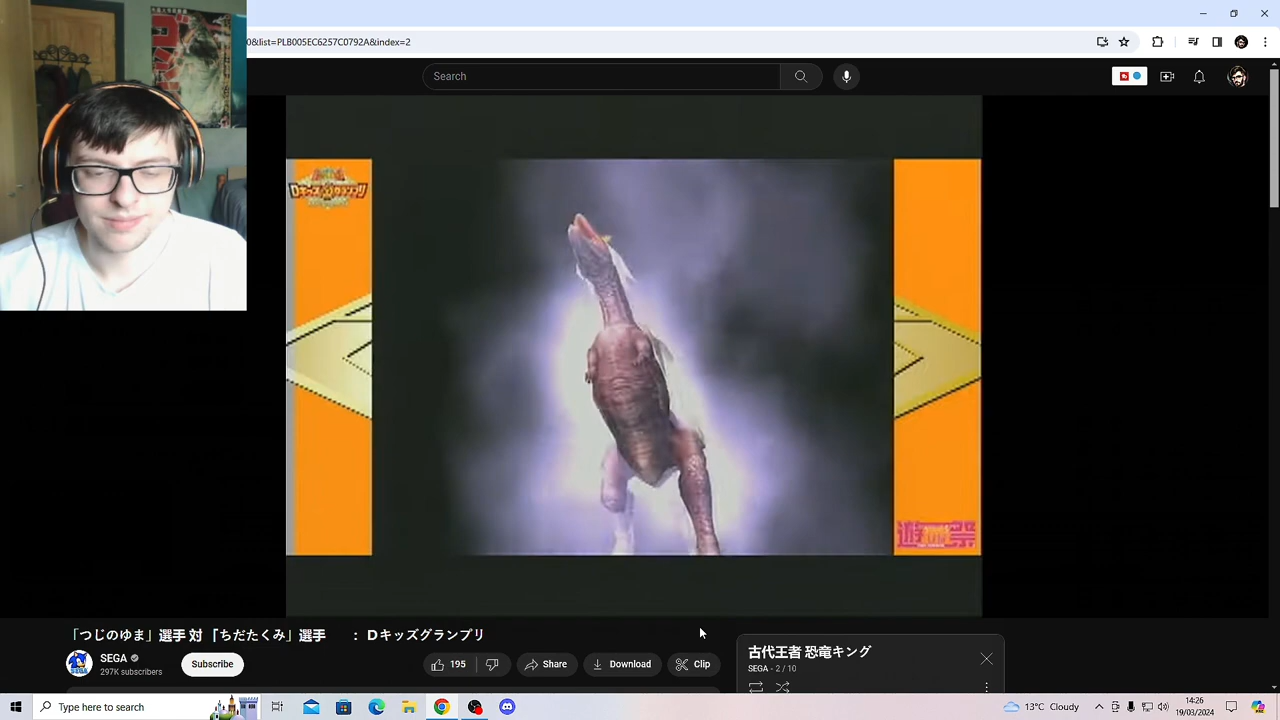 0&list=PLB005EC6257C0792A&index=2
Search
「つじのゆま」選手 対 「ちだたくみ」選手　：Dキッズグランプリ
SEGA
297K subscribers
Subscribe
195
Share
Download
Clip
古代王者 恐竜キング
SEGA - 2 / 10
Type here to search
13°C Cloudy
14:26
19/03/2024